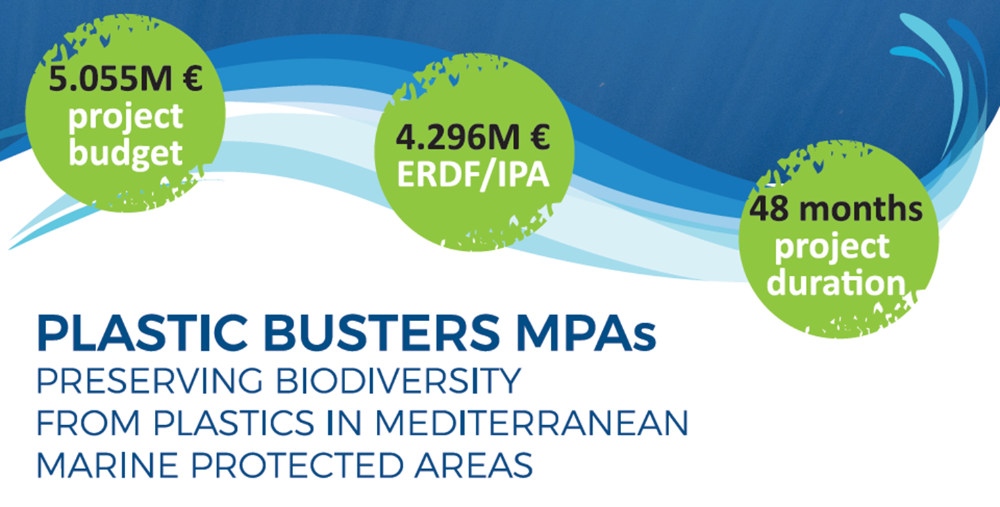 5.055M €
project
budget
4.296M €
ERDF/IPA
48 months
project
duration
PLASTIC BUSTERS MPAs
PRESERVING BIODIVERSITY
FROM PLASTICS IN MEDITERRANEAN
MARINE PROTECTED AREAS